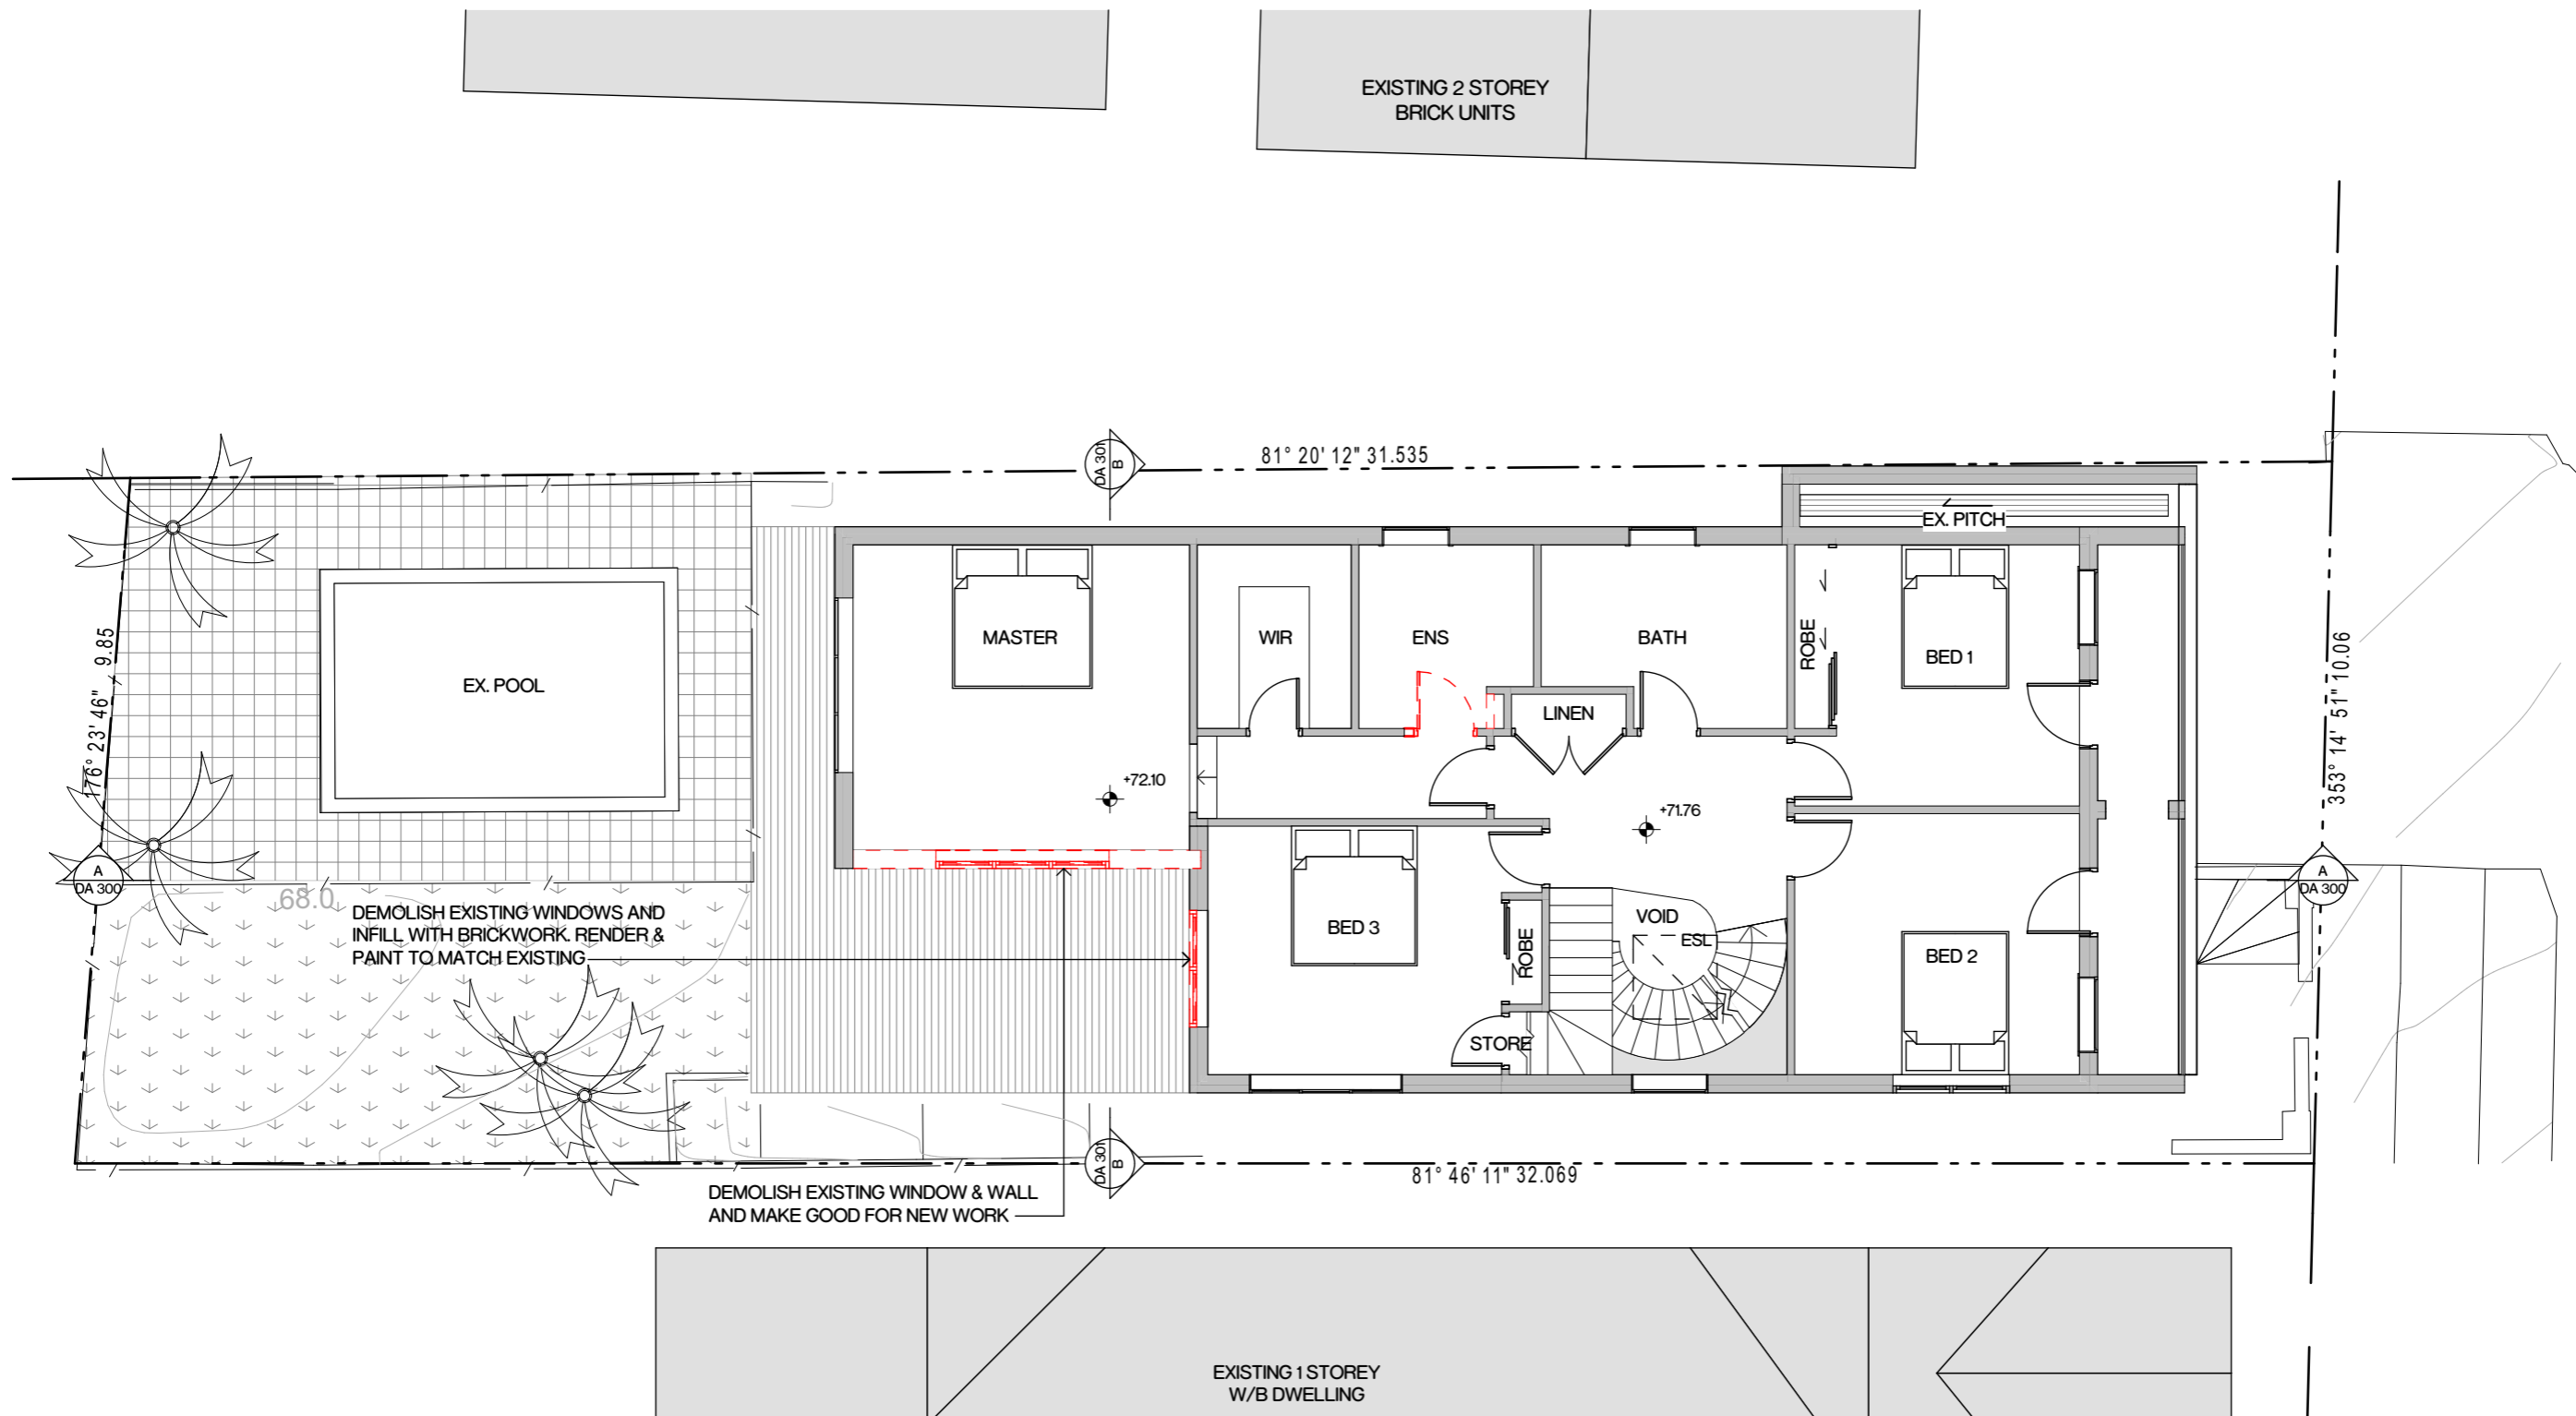 EXISTING 2 STOREY
BRICK UNITS
81° 20' 12" 31.535
DA 301
B
EX. PITCH
176° 23' 46" 9.85
EX. POOL
MASTER
WIR
ENS
BATH
ROBE
BED 1
LINEN
353° 14' 51" 10.06
+72.10
+71.76
A
DA 300
A
DA 300
68.0
DEMOLISH EXISTING WINDOWS AND
INFILL WITH BRICKWORK. RENDER &
PAINT TO MATCH EXISTING
BED 3
ROBE
VOID
ESL
BED 2
STORE
DA 301
B
81° 46' 11" 32.069
DEMOLISH EXISTING WINDOW & WALL
AND MAKE GOOD FOR NEW WORK
EXISTING 1 STOREY
W/B DWELLING